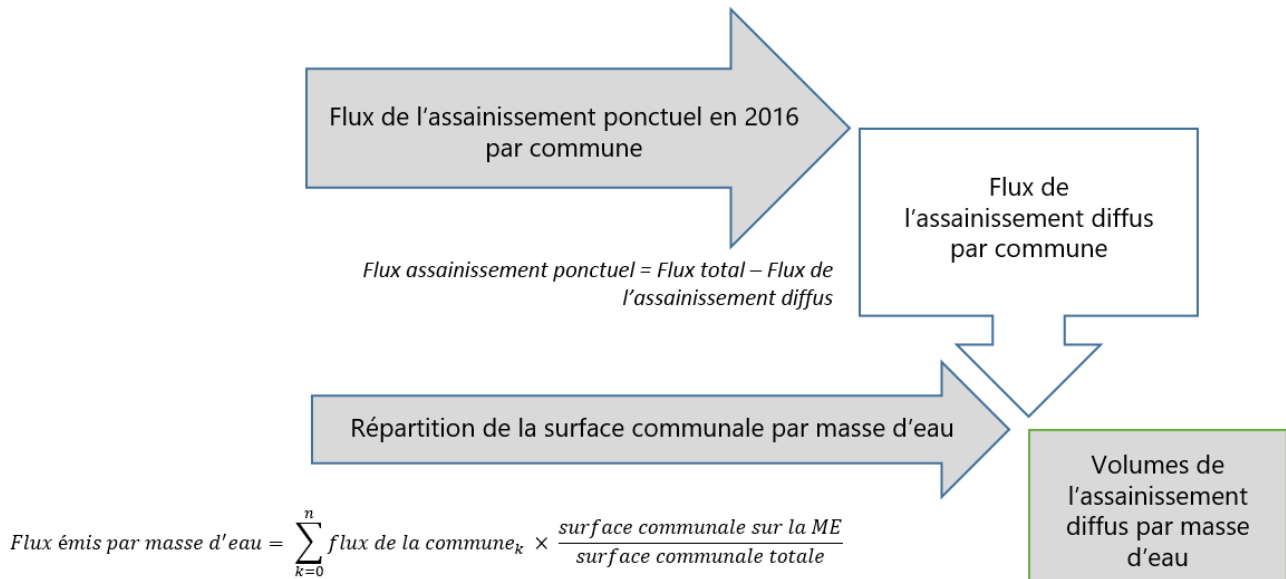 Flux de l'assainissement ponctuel en 2016
par commune
Flux de
l'assainissement diffus
par commune
Flux assainissement ponctuel = Flux total – Flux de
l'assainissement diffus
Répartition de la surface communale par masse d'eau
Volumes de
l'assainissement
diffus par masse
d'eau
Flux émis par masse d'eau = ∑_{k=0}^{n} flux de la commune_k × surface communale sur la ME / surface communale totale